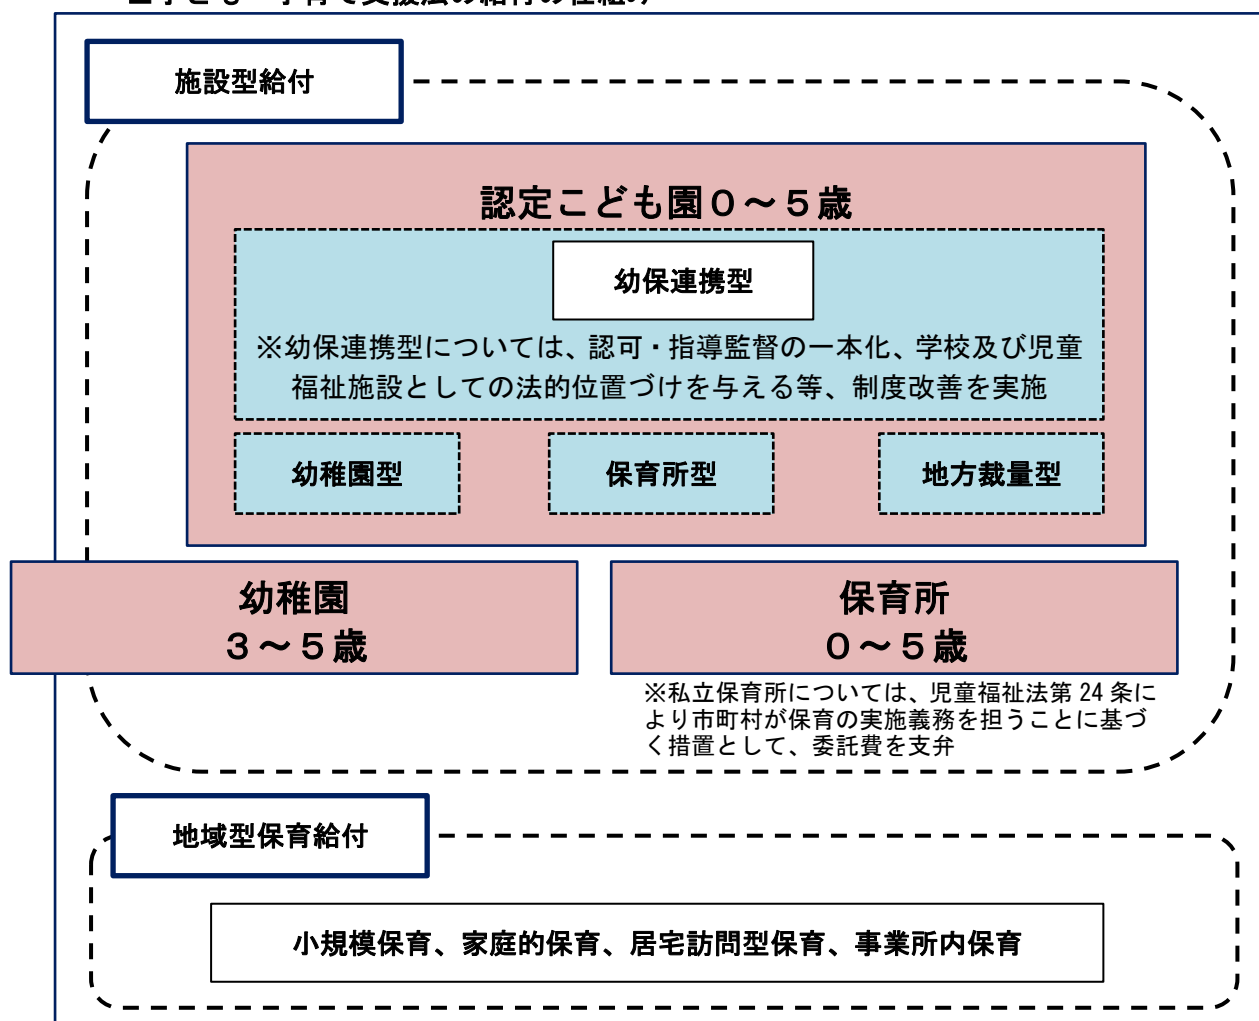 施設型給付
認定こども園０～５歳
幼保連携型
※幼保連携型については、認可・指導監督の一本化、学校及び児童
福祉施設としての法的位置づけを与える等、制度改善を実施
幼稚園型
保育所型
地方裁量型
幼稚園
３～５歳
保育所
０～５歳
※私立保育所については、児童福祉法第 24 条に
より市町村が保育の実施義務を担うことに基づ
く措置として、委託費を支弁
地域型保育給付
小規模保育、家庭的保育、居宅訪問型保育、事業所内保育